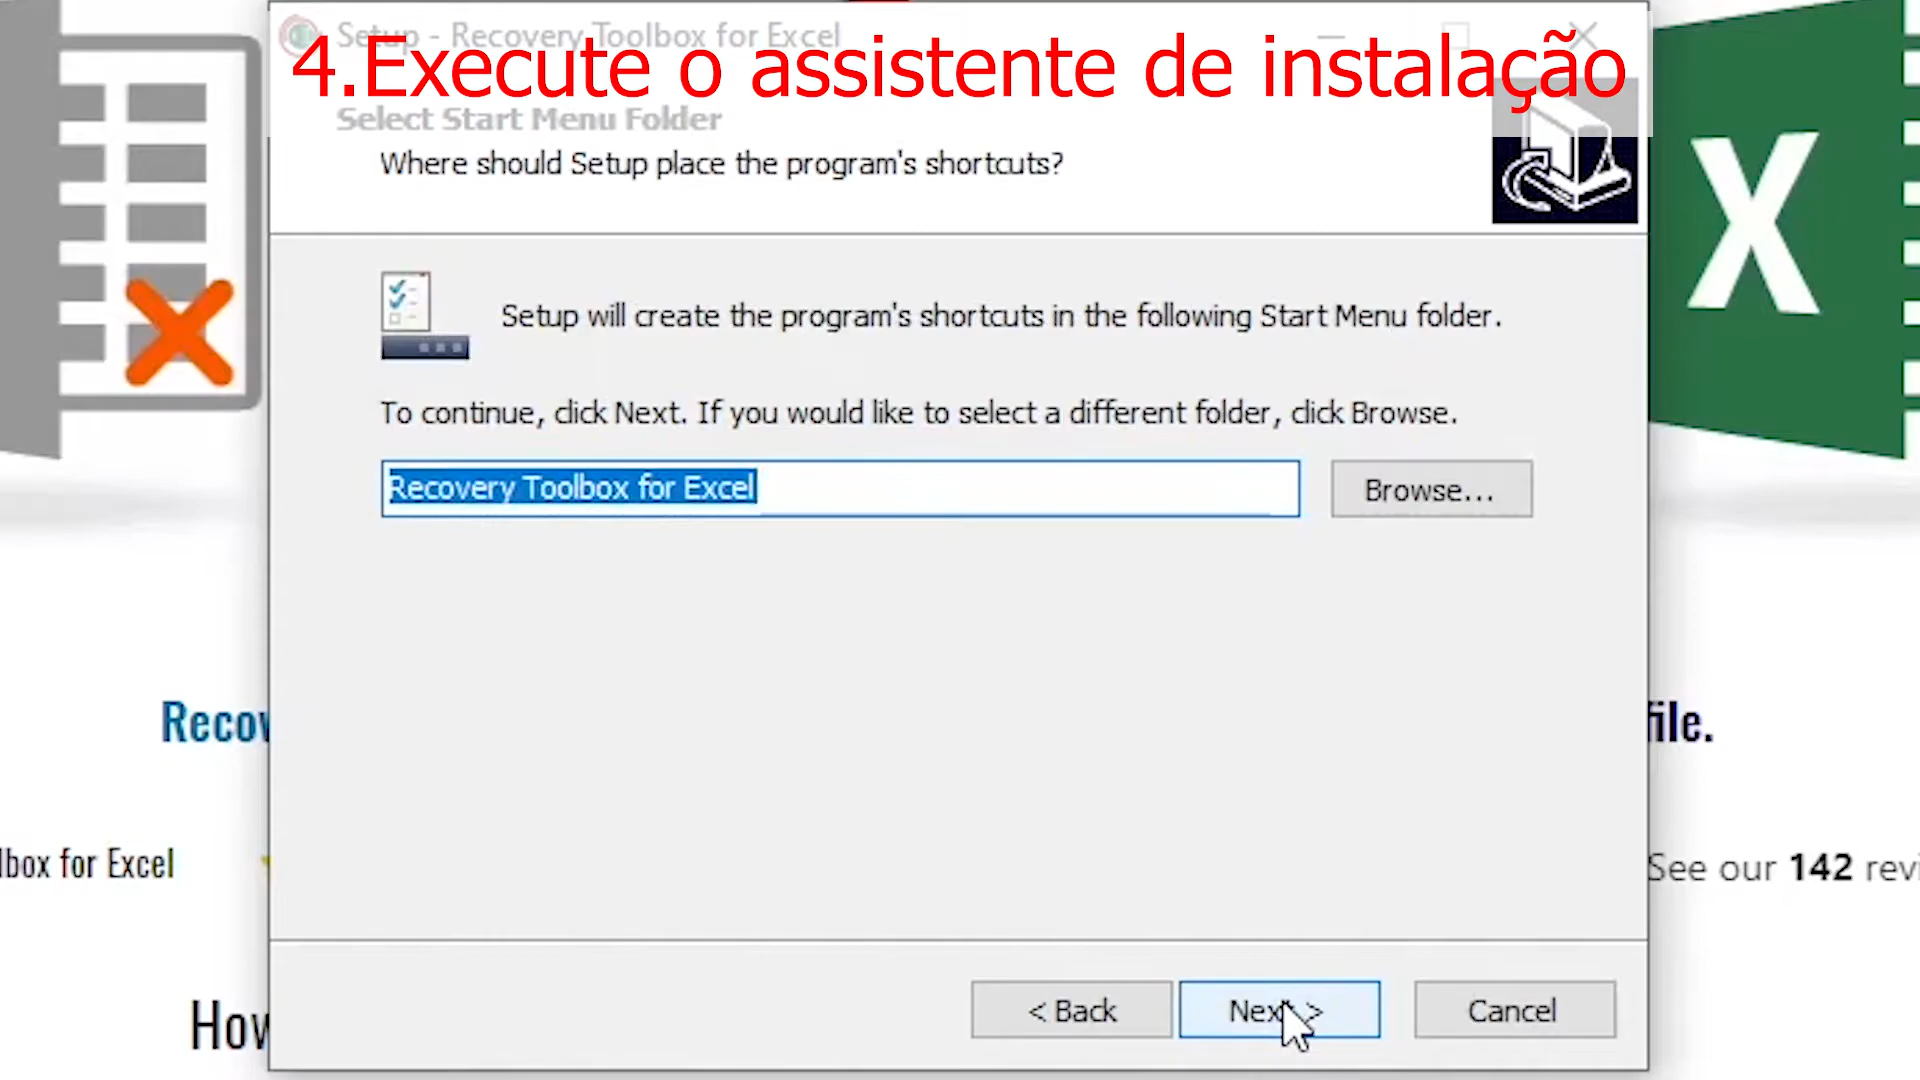 Setup - Recovery Toolbox for Excel
4.Execute o assistente de instalação
Select Start Menu Folder
Where should Setup place the program's shortcuts?
X
Setup will create the program's shortcuts in the following Start Menu folder.
To continue, click Next. If you would like to select a different folder, click Browse.
Recovery Toolbox for Excel
Browse...
Recov
file.
lbox for Excel
See our 142 revi
How
< Back
Next >
Cancel